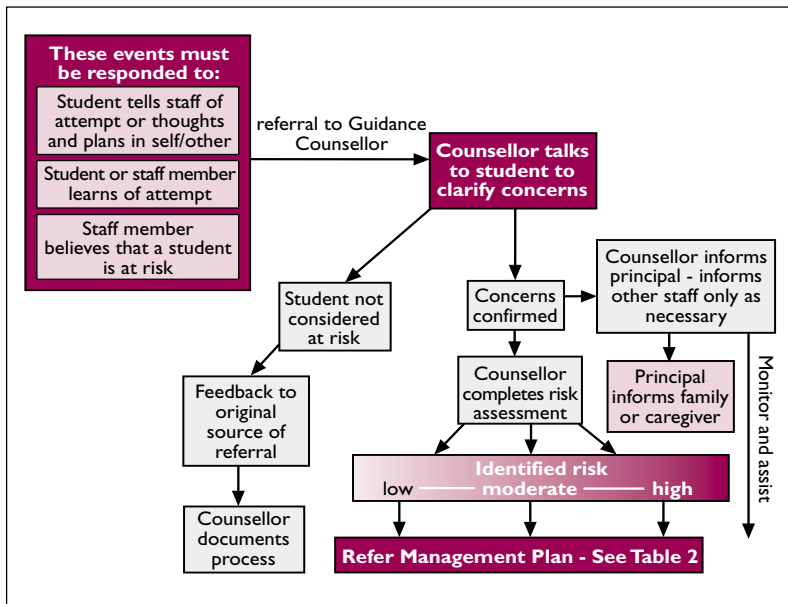 These events must
be responded to:
Student tells staff of
attempt or thoughts
and plans in self/other
Student or staff member
learns of attempt
Staff member
believes that a student
is at risk
referral to Guidance
Counsellor
Counsellor talks
to student to
clarify concerns
Student not
considered
at risk
Concerns
confirmed
Counsellor informs
principal - informs
other staff only as
necessary
Feedback to
original
source of
referral
Counsellor
completes risk
assessment
Principal
informs family
or caregiver
Monitor and assist
Identified risk
low moderate high
Counsellor
documents
process
Refer Management Plan - See Table 2